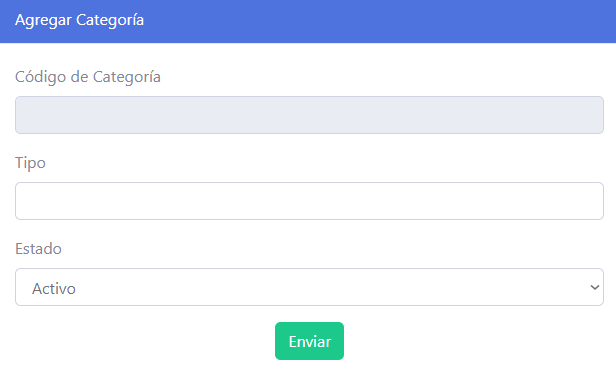 Agregar Categoría
Código de Categoría
Tipo
Estado
Activo
Enviar